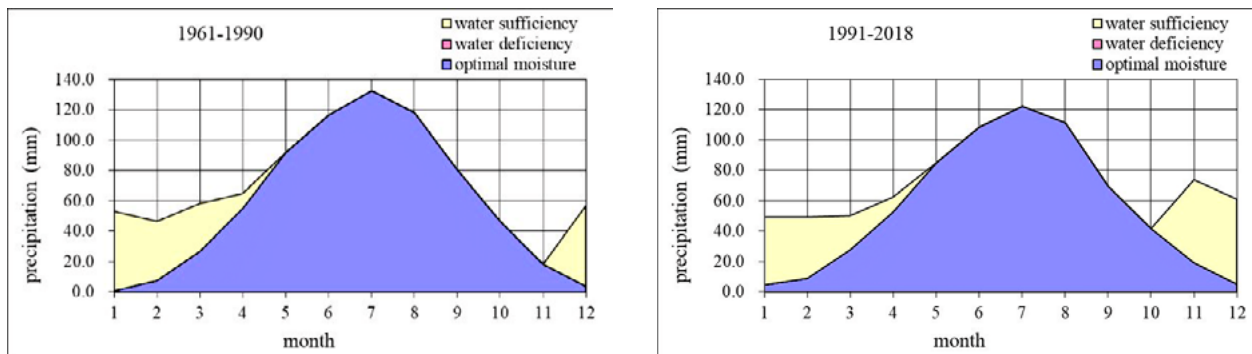 1961-1990
water sufficiency
water deficiency
optimal moisture
140.0
120.0
100.0
80.0
60.0
40.0
20.0
0.0
precipitation (mm)
1 2 3 4 5 6 7 8 9 10 11 12
month
1991-2018
water sufficiency
water deficiency
optimal moisture
140.0
120.0
100.0
80.0
60.0
40.0
20.0
0.0
precipitation (mm)
1 2 3 4 5 6 7 8 9 10 11 12
month